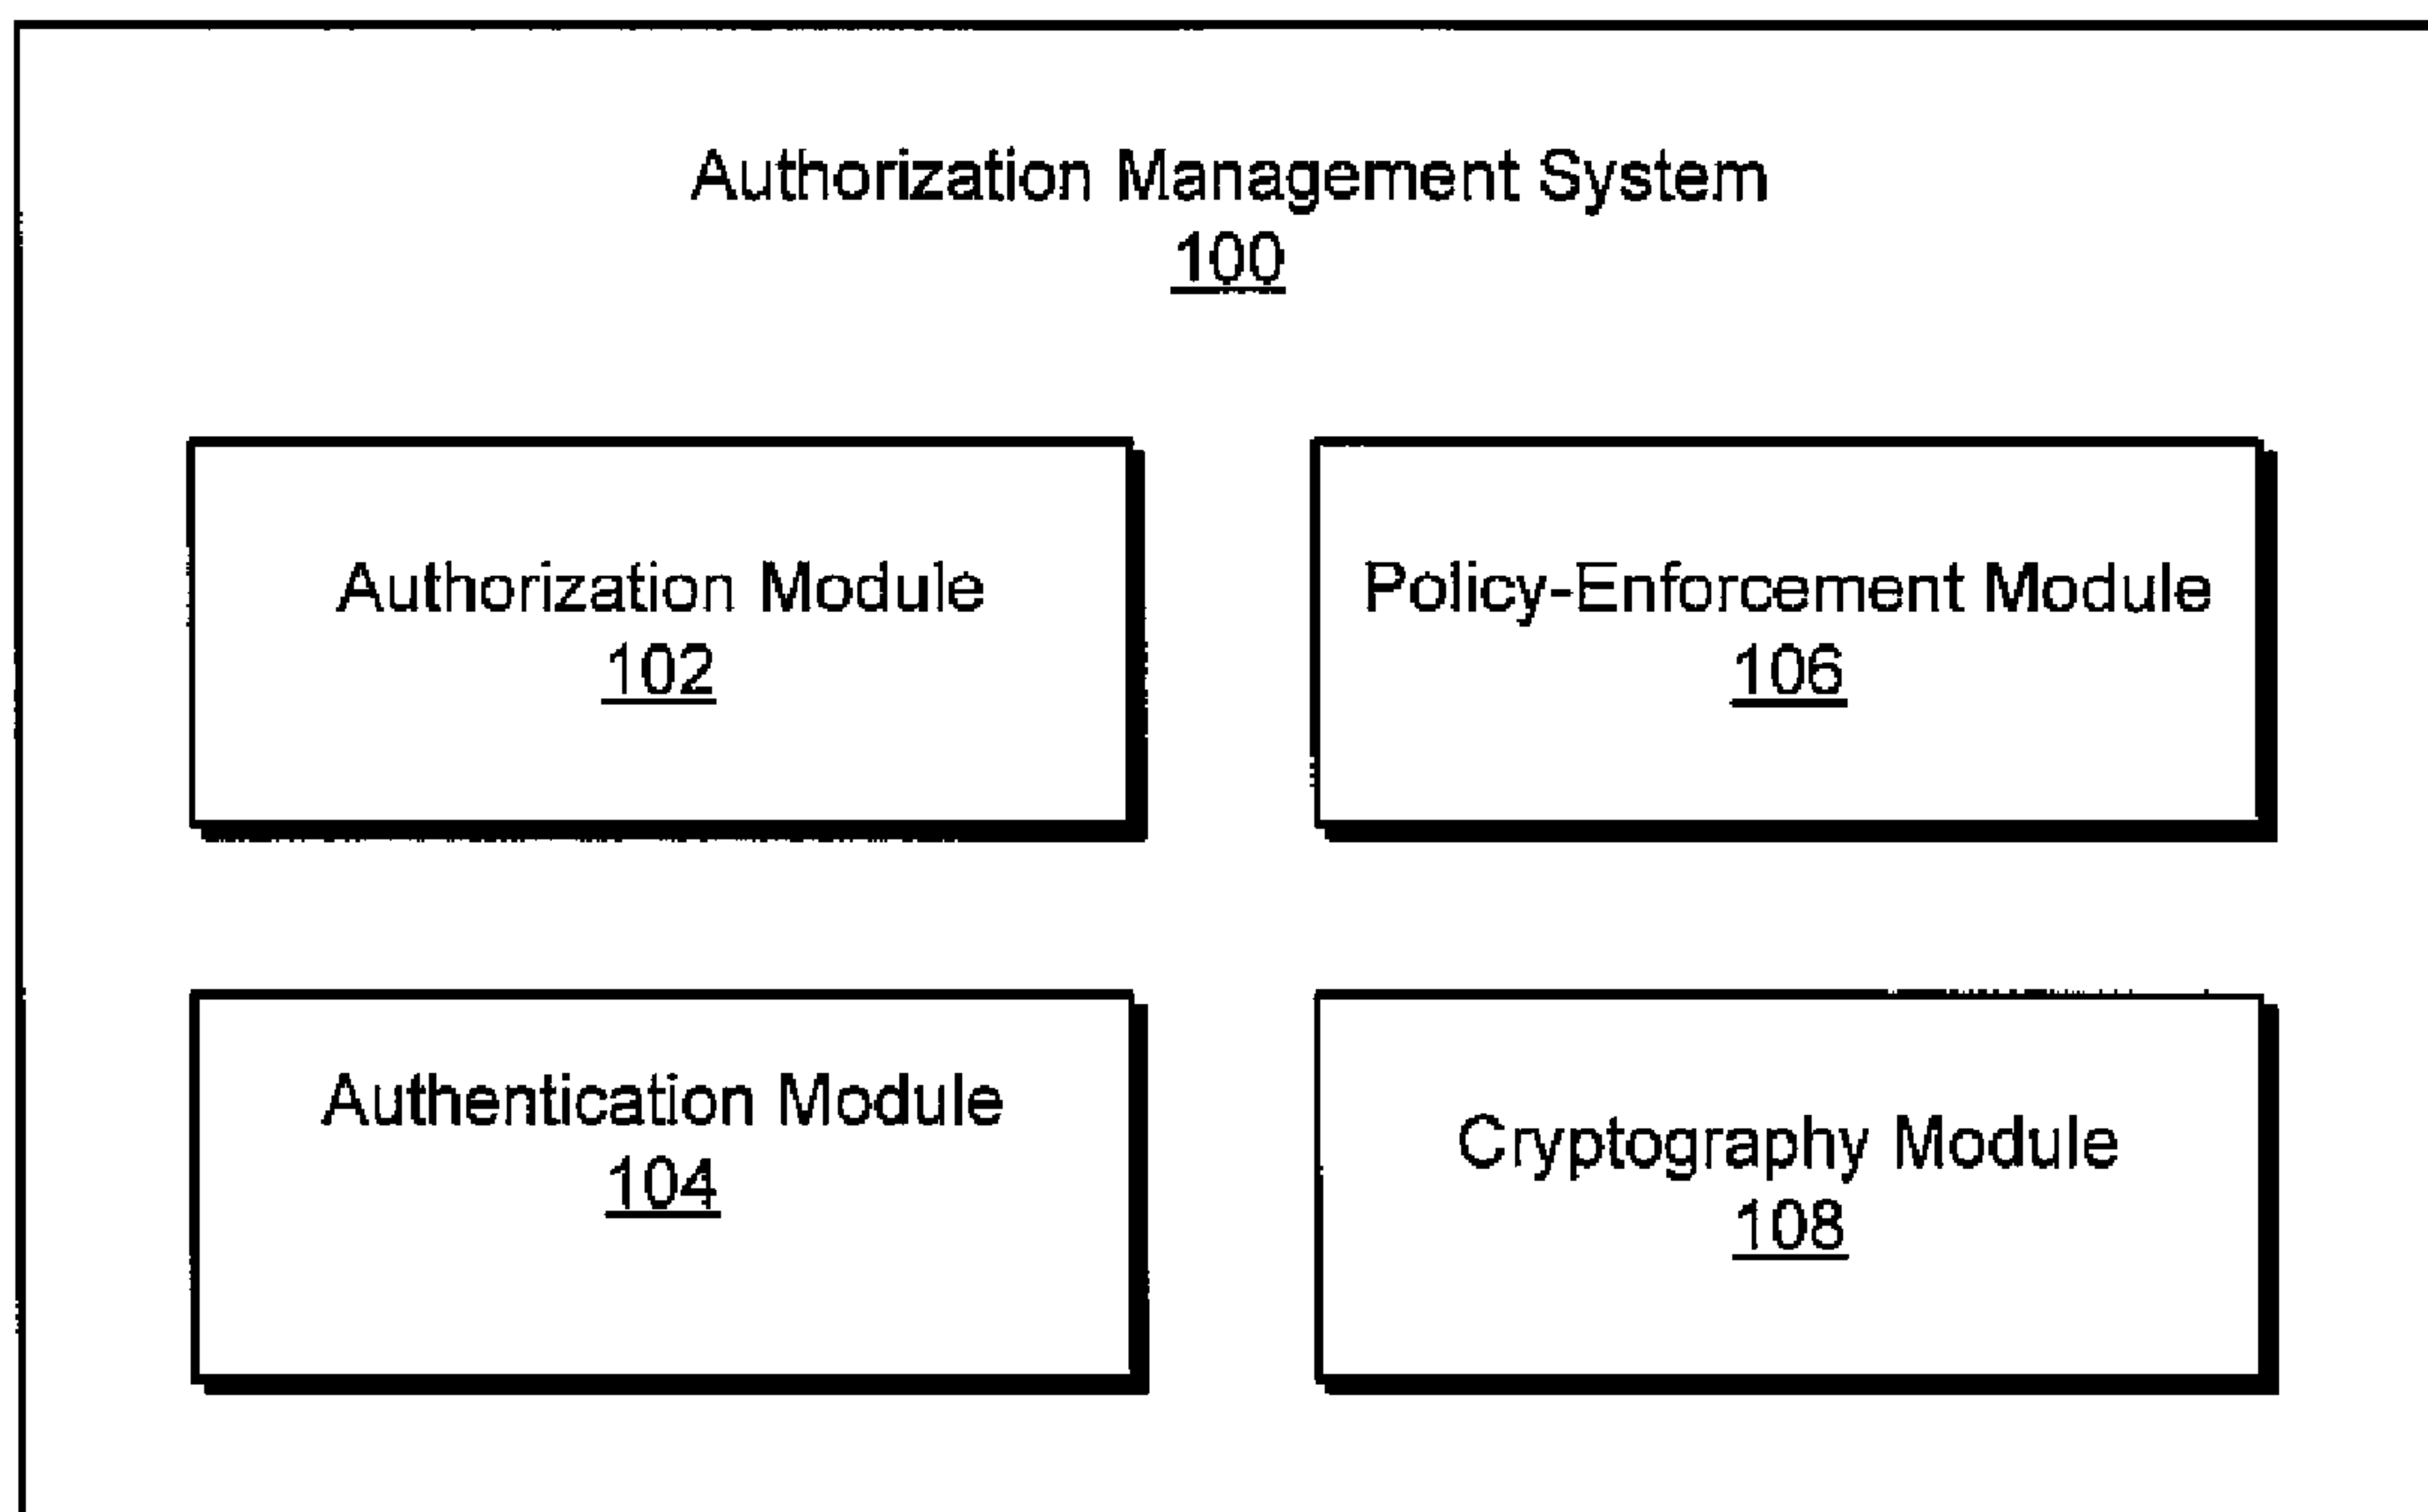 Authorization Management System
100
Authorization Module
102
Policy-Enforcement Module
106
Authentication Module
104
Cryptography Module
108